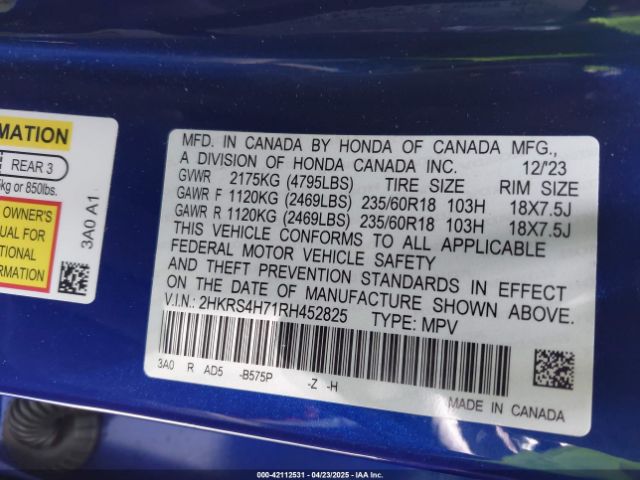 MATION
REAR 3
kg or 850lbs.
OWNER'S
UAL FOR
TIONAL
RMATION
3A0 A1
MFD. IN CANADA BY HONDA OF CANADA MFG.,
A DIVISION OF HONDA CANADA INC. 12/23
GVWR 2175KG (4795LBS) TIRE SIZE RIM SIZE
GAWR F 1120KG (2469LBS) 235/60R18 103H 18X7.5J
GAWR R 1120KG (2469LBS) 235/60R18 103H 18X7.5J
THIS VEHICLE CONFORMS TO ALL APPLICABLE
FEDERAL MOTOR VEHICLE SAFETY
AND THEFT PREVENTION STANDARDS IN EFFECT
ON THE DATE OF MANUFACTURE SHOWN ABOVE.
V.I.N.: 2HKRS4H71RH452825 TYPE: MPV
3A0 R AD5 -B575P -Z -H
MADE IN CANADA
000-42112531 - 04/23/2025 - IAA Inc.